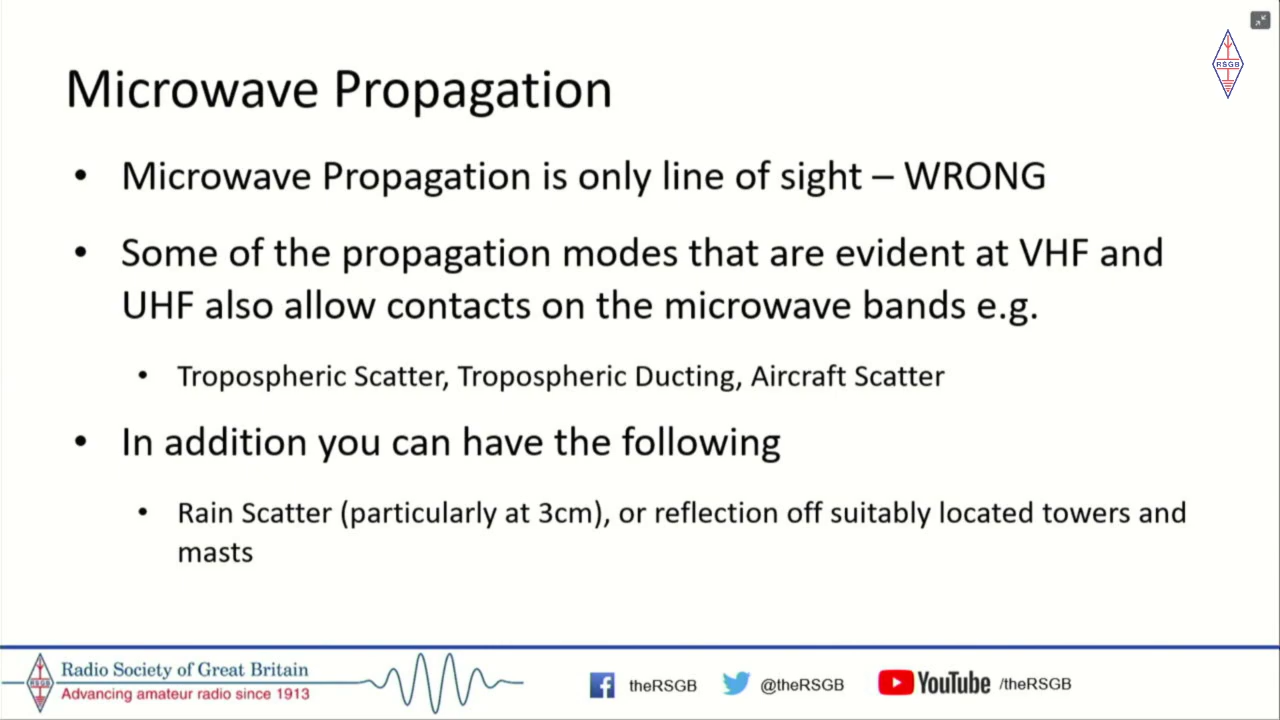 RSGB
Microwave Propagation
• Microwave Propagation is only line of sight – WRONG
• Some of the propagation modes that are evident at VHF and
UHF also allow contacts on the microwave bands e.g.
• Tropospheric Scatter, Tropospheric Ducting, Aircraft Scatter
• In addition you can have the following
• Rain Scatter (particularly at 3cm), or reflection off suitably located towers and
masts
RSGB
Radio Society of Great Britain
Advancing amateur radio since 1913
theRSGB
@theRSGB
YouTube /theRSGB